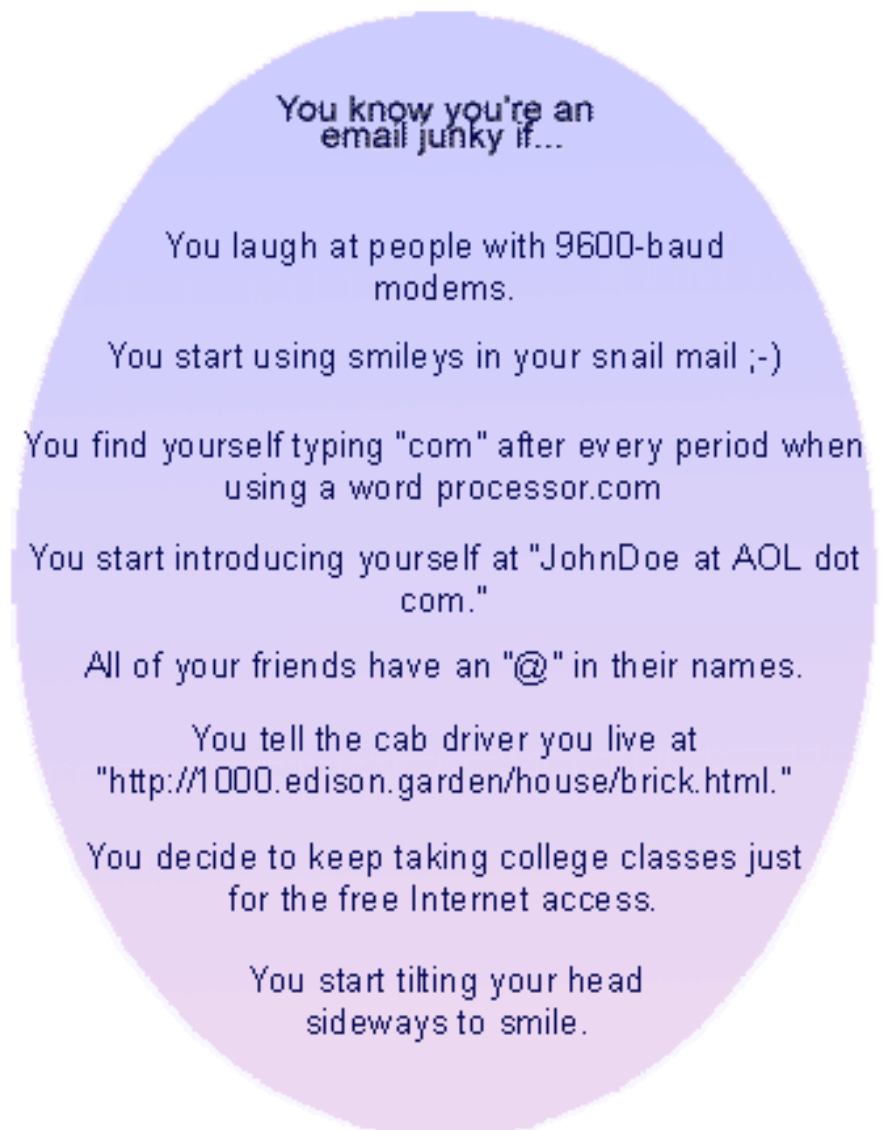 You know you're an
email junky if...
You laugh at people with 9600-baud
modems.
You start using smileys in your snail mail ;-)
You find yourself typing "com" after every period when
using a word processor.com
You start introducing yourself at "JohnDoe at AOL dot
com."
All of your friends have an "@" in their names.
You tell the cab driver you live at
"http://1000.edison.garden/house/brick.html."
You decide to keep taking college classes just
for the free Internet access.
You start tilting your head
sideways to smile.